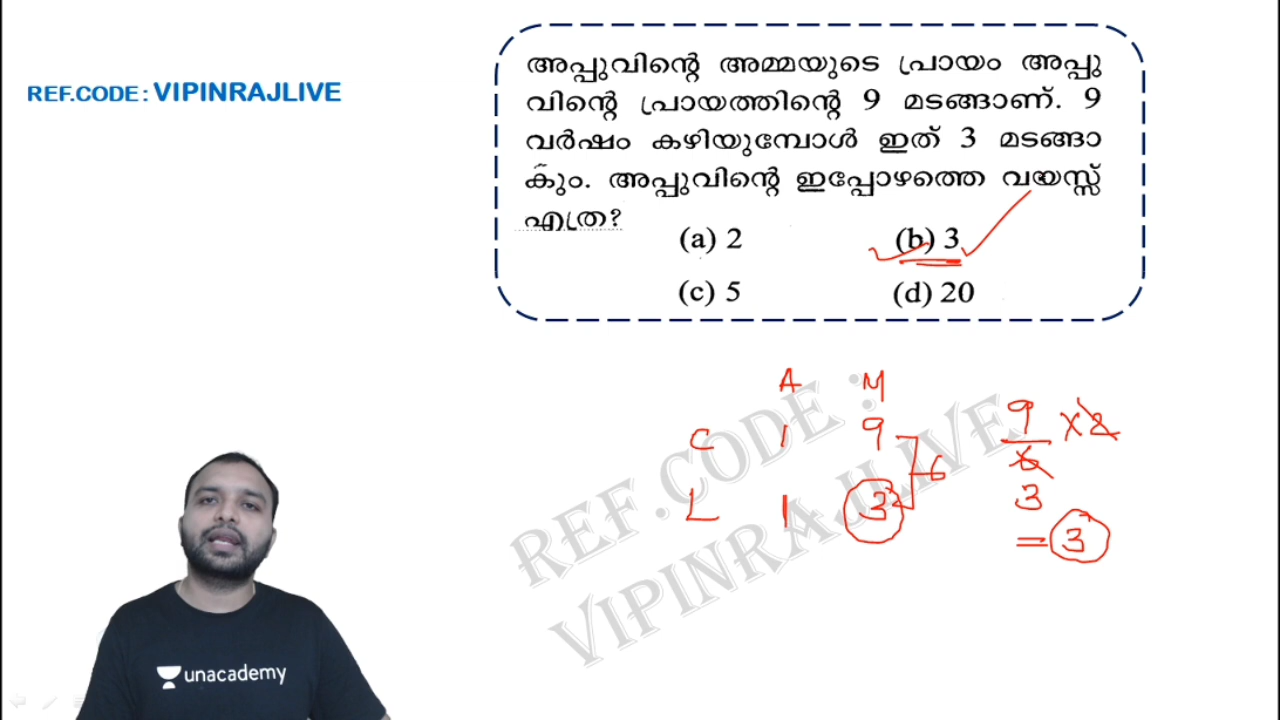 REF.CODE : VIPINRAJLIVE
അപ്പുവിന്റെ അമ്മയുടെ പ്രായം അപ്പു
വിന്റെ പ്രായത്തിന്റെ 9 മടങ്ങാണ്. 9
വർഷം കഴിയുമ്പോൾ ഇത് 3 മടങ്ങാ
കും. അപ്പുവിന്റെ ഇപ്പോഴത്തെ വയസ്സ്
എത്ര?
(a) 2 (b) 3
(c) 5 (d) 20
A M
C 1 9
L 1 3
6
9 × 2
6
3
= 3
REF.CODE :
VIPINRAJLIVE
unacademy